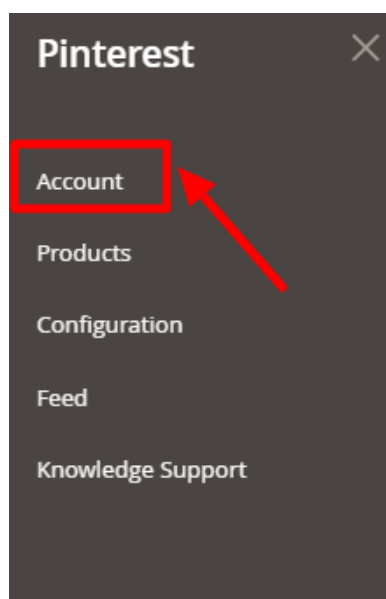 Pinterest
Account
Products
Configuration
Feed
Knowledge Support